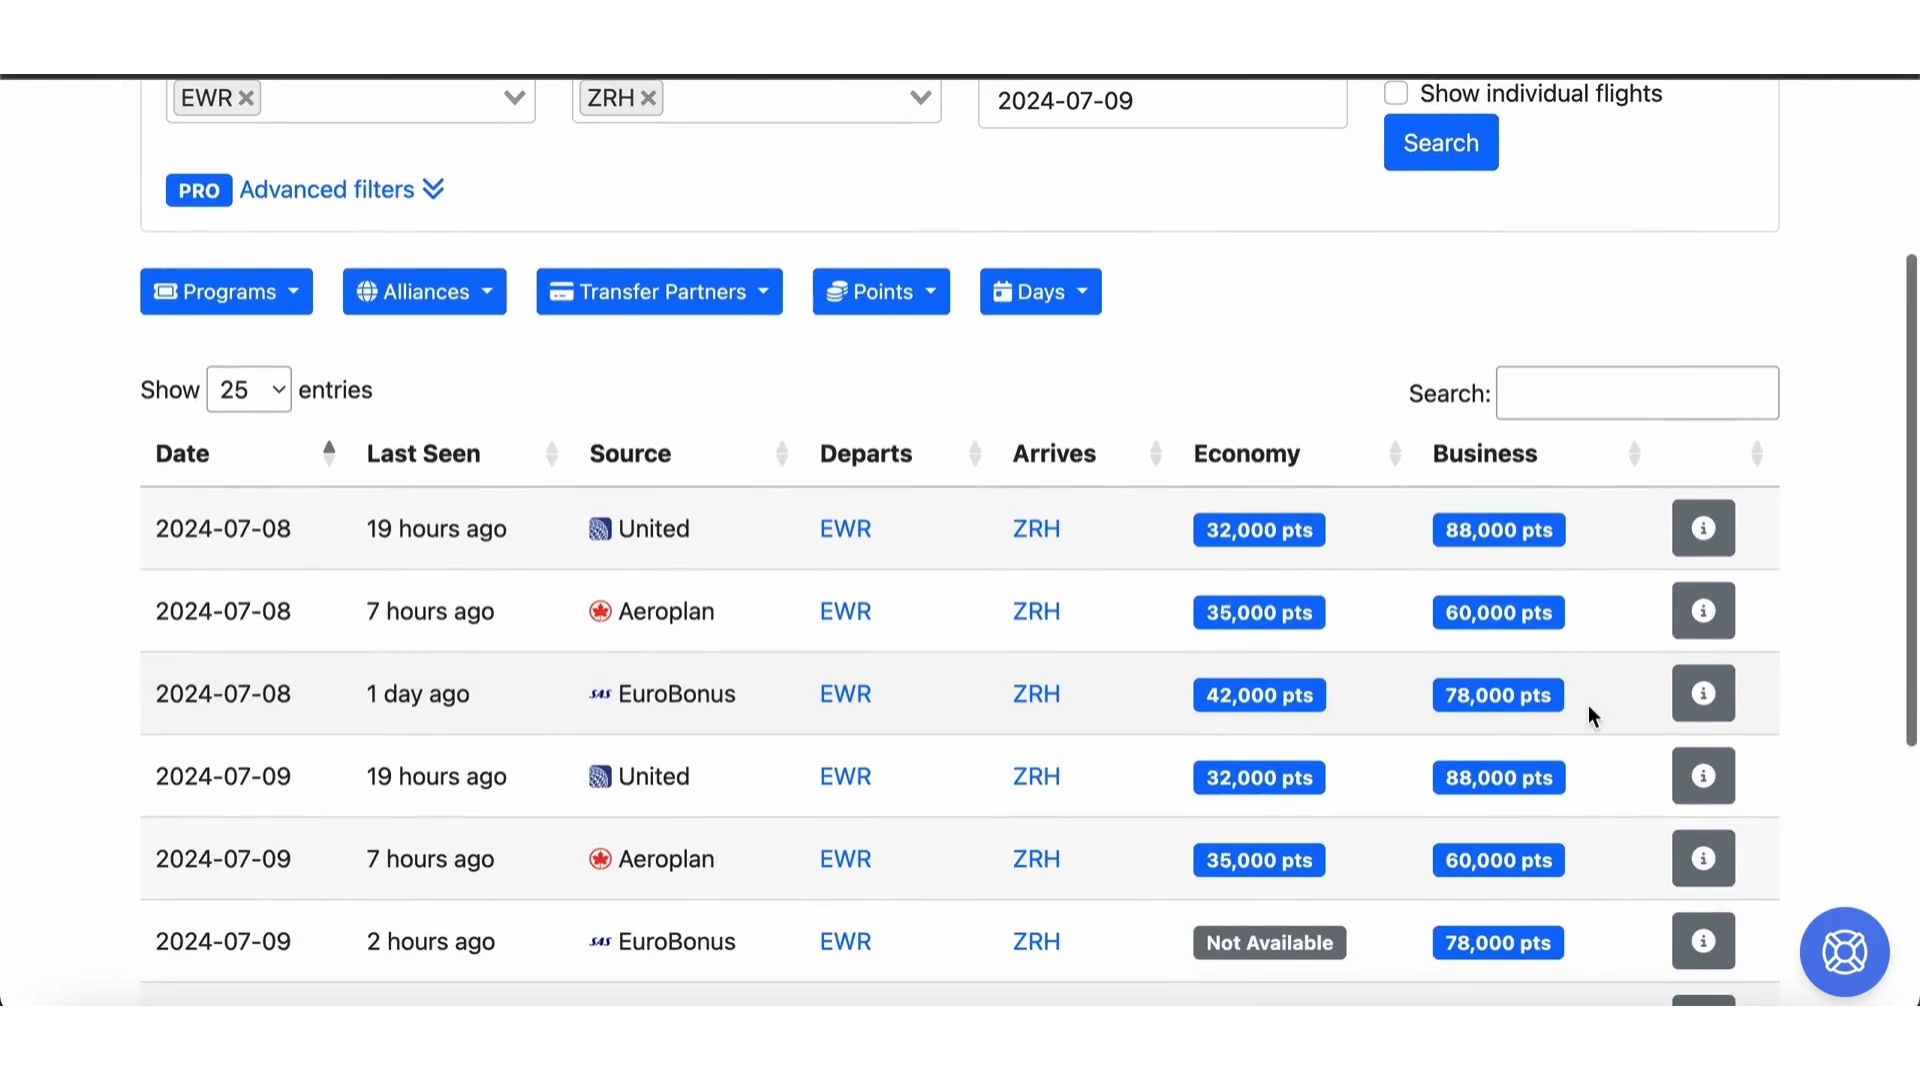 EWR ZRH 2024-07-09 Show individual flights
Search
PRO Advanced filters
Programs Alliances Transfer Partners Points Days
Show 25 entries Search:
Date Last Seen Source Departs Arrives Economy Business
2024-07-08 19 hours ago United EWR ZRH 32,000 pts 88,000 pts
2024-07-08 7 hours ago Aeroplan EWR ZRH 35,000 pts 60,000 pts
2024-07-08 1 day ago SAS EuroBonus EWR ZRH 42,000 pts 78,000 pts
2024-07-09 19 hours ago United EWR ZRH 32,000 pts 88,000 pts
2024-07-09 7 hours ago Aeroplan EWR ZRH 35,000 pts 60,000 pts
2024-07-09 2 hours ago SAS EuroBonus EWR ZRH Not Available 78,000 pts